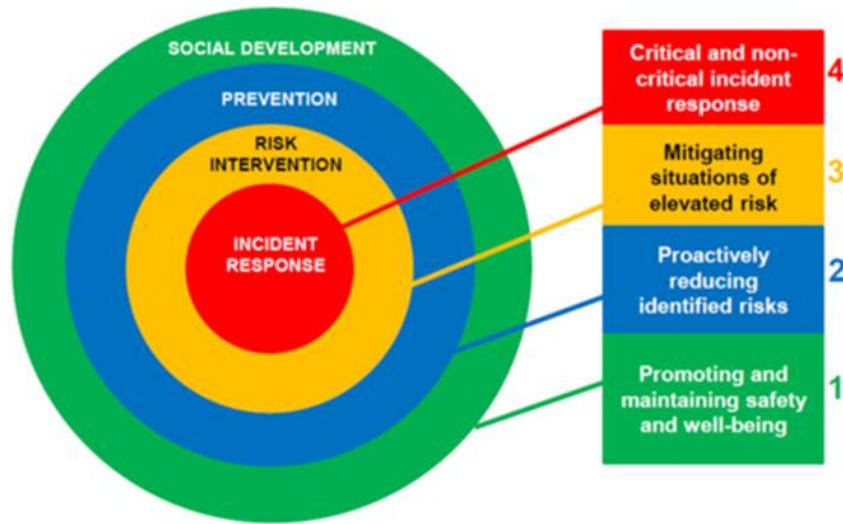 SOCIAL DEVELOPMENT
PREVENTION
RISK
INTERVENTION
INCIDENT
RESPONSE
Critical and non-
critical incident
response
4
Mitigating
situations of
elevated risk
3
Proactively
reducing
identified risks
2
Promoting and
maintaining safety
and well-being
1